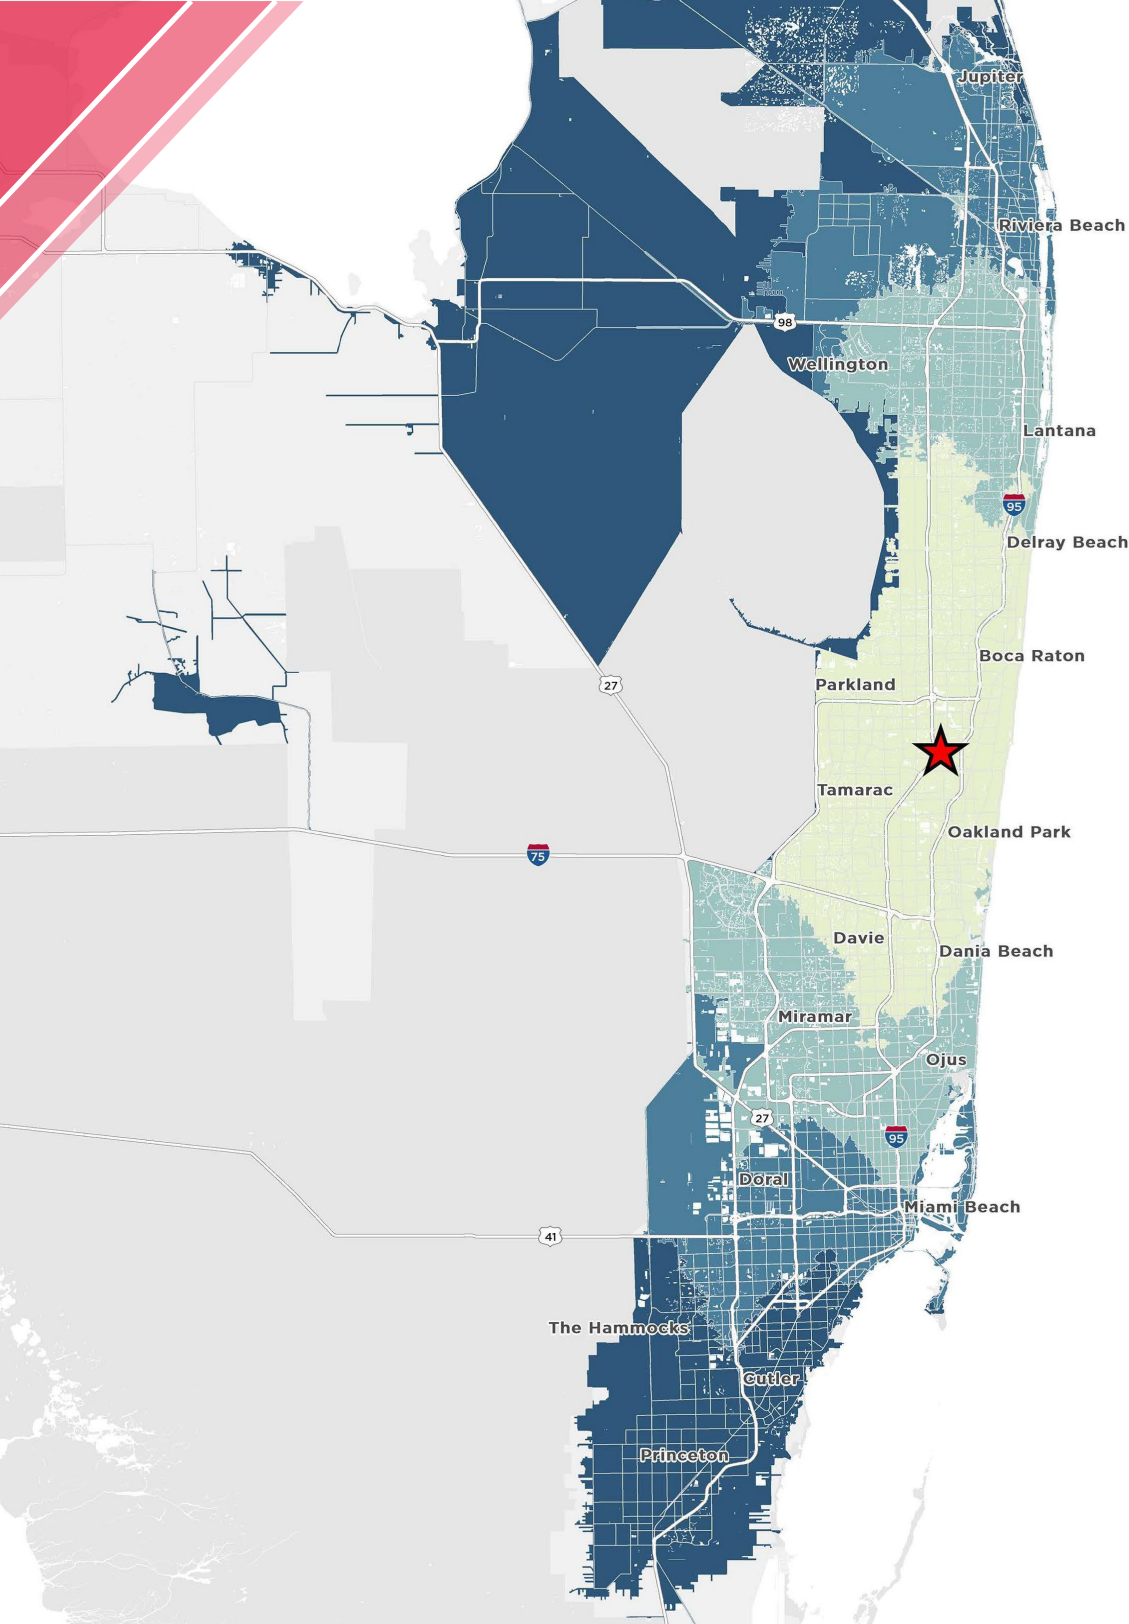 Jupiter
Riviera Beach
98
Wellington
Lantana
95
Delray Beach
Boca Raton
Parkland
27
Tamarac
Oakland Park
75
Davie
Dania Beach
Miramar
Ojus
27
95
Doral
Miami Beach
41
The Hammocks
Cutler
Princeton